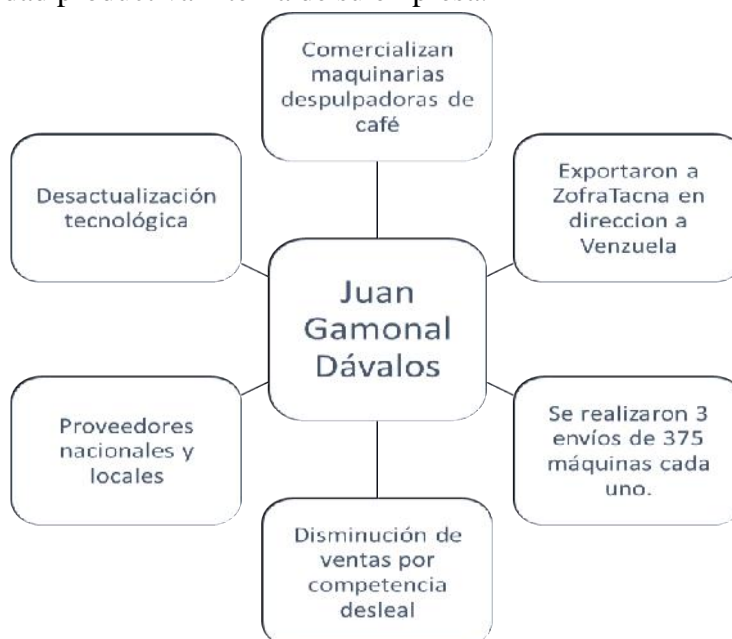 Comercializan
maquinarias
despulpadoras de
café
Desactualización
tecnológica
Exportaron a
ZofraTacna en
direccion a
Venzuela
Juan
Gamonal
Dávalos
Proveedores
nacionales y
locales
Se realizaron 3
envíos de 375
máquinas cada
uno.
Disminución de
ventas por
competencia
desleal